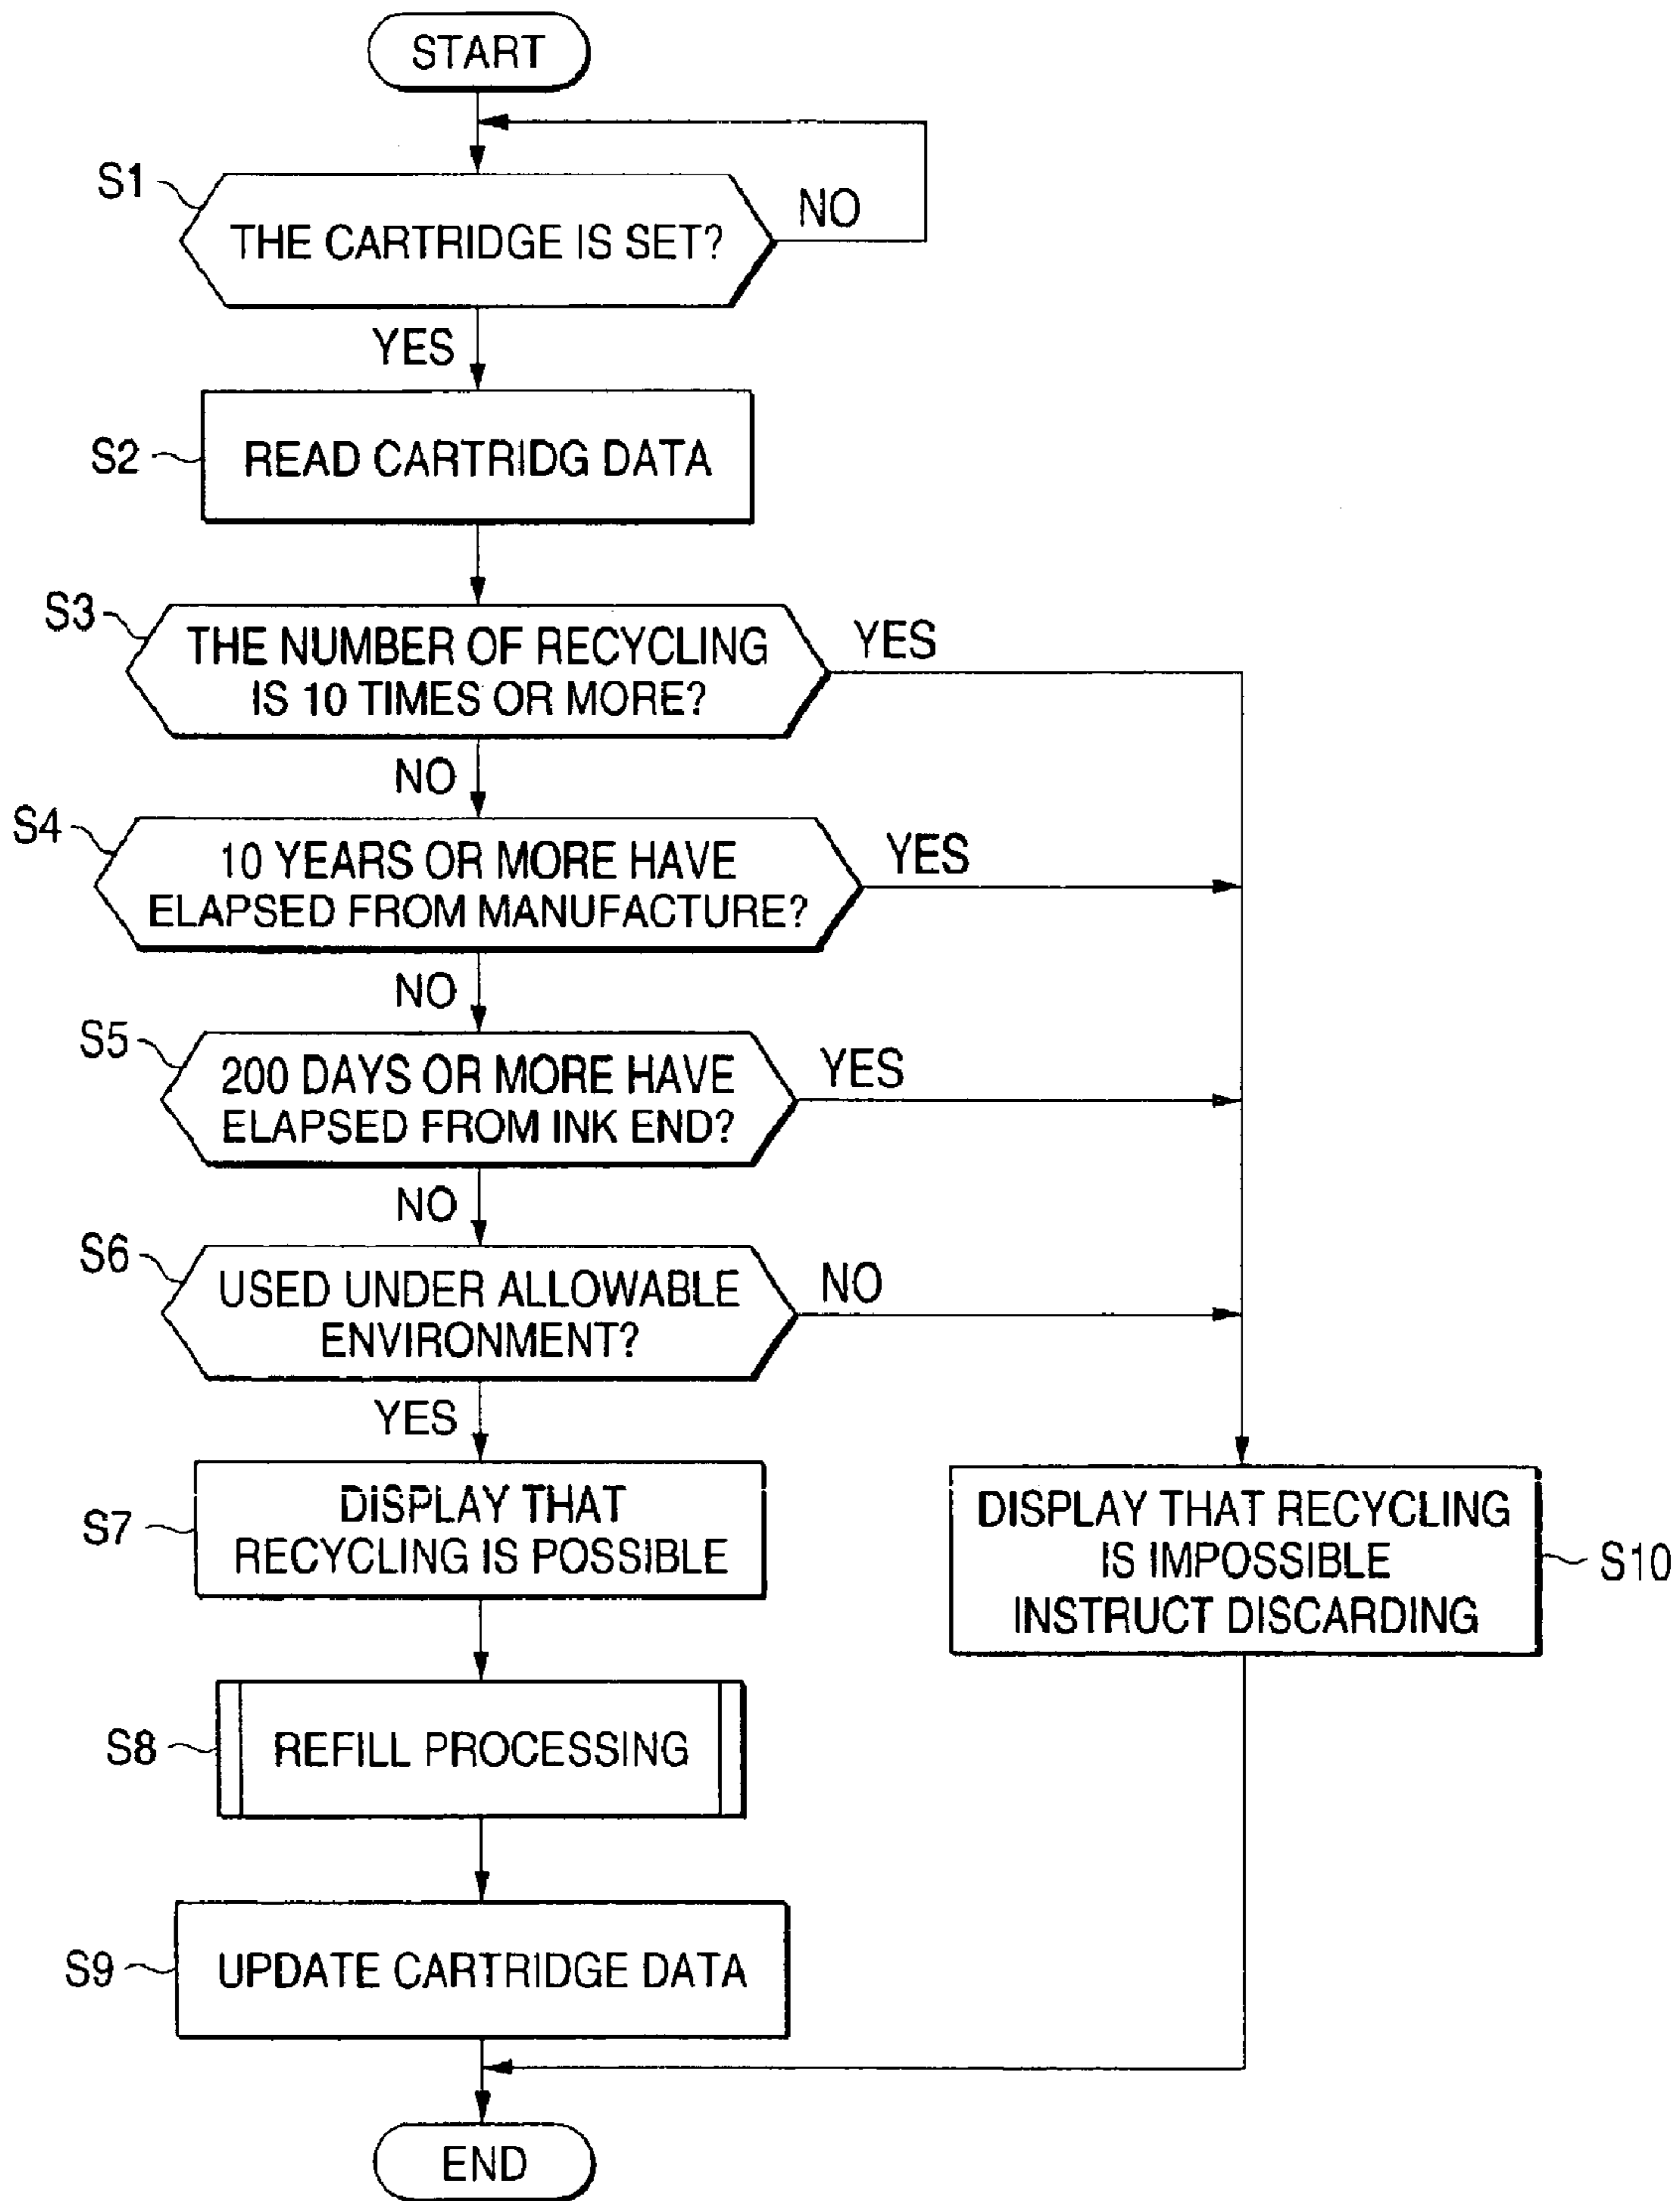 START
S1
THE CARTRIDGE IS SET?
NO
YES
S2
READ CARTRIDG DATA
S3
THE NUMBER OF RECYCLING
IS 10 TIMES OR MORE?
YES
NO
S4
10 YEARS OR MORE HAVE
ELAPSED FROM MANUFACTURE?
YES
NO
S5
200 DAYS OR MORE HAVE
ELAPSED FROM INK END?
YES
NO
S6
USED UNDER ALLOWABLE
ENVIRONMENT?
NO
YES
S7
DISPLAY THAT
RECYCLING IS POSSIBLE
DISPLAY THAT RECYCLING
IS IMPOSSIBLE
INSTRUCT DISCARDING
S10
S8
REFILL PROCESSING
S9
UPDATE CARTRIDGE DATA
END